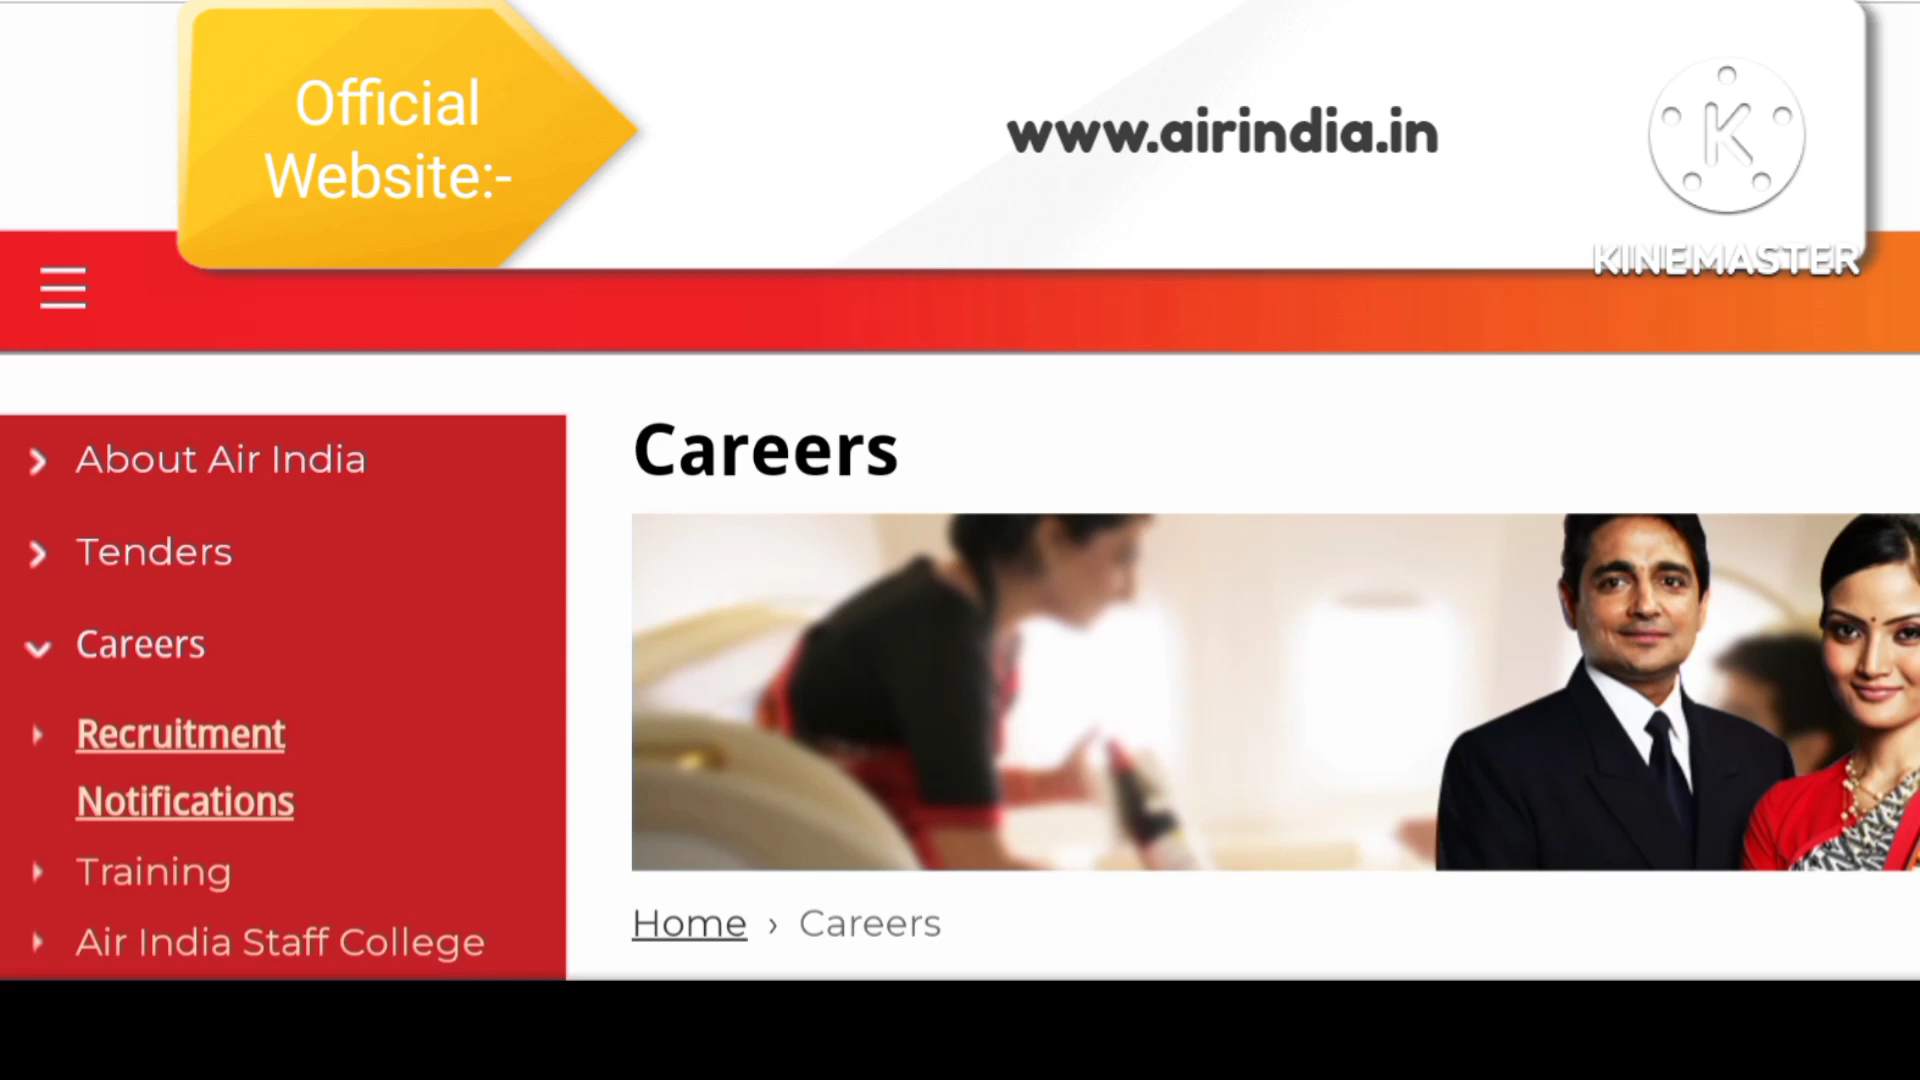 Official
Website:-
www.airindia.in
K
KINEMASTER
About Air India
Tenders
Careers
Recruitment
Notifications
Training
Air India Staff College
Careers
Home › Careers